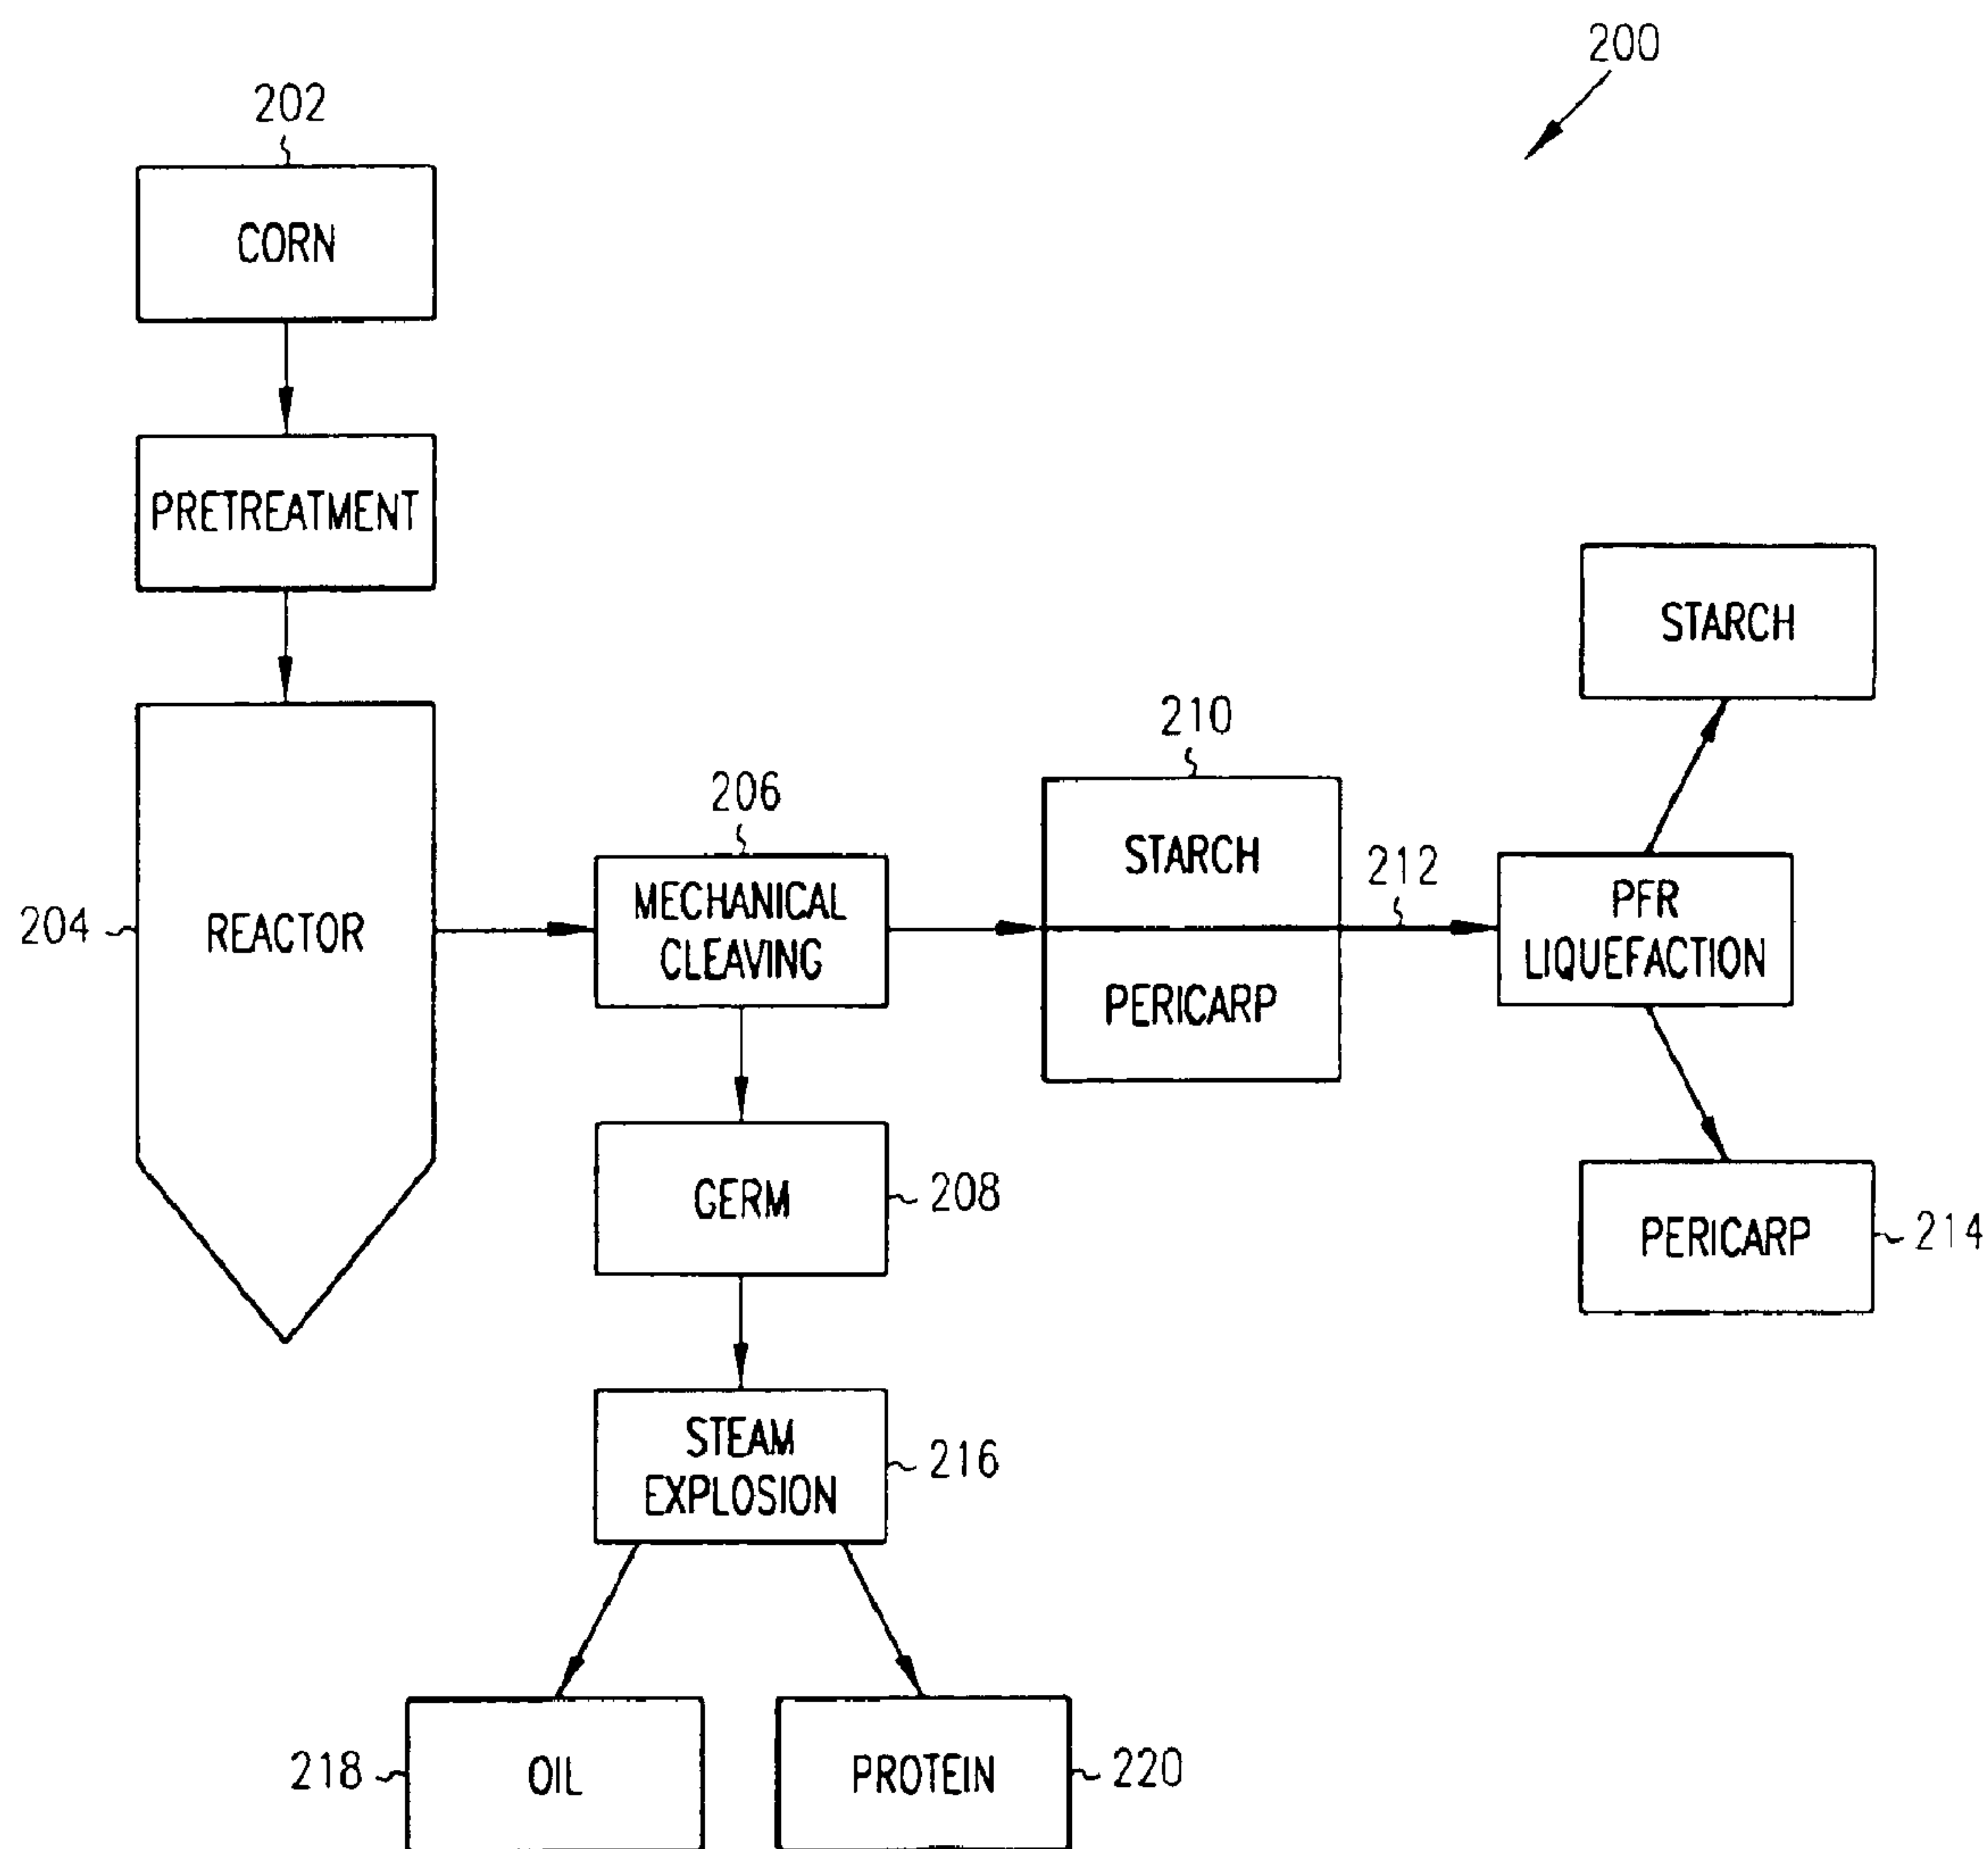 200
202
CORN
PRETREATMENT
204
REACTOR
206
MECHANICAL
CLEAVING
210
STARCH
PERICARP
212
PFR
LIQUEFACTION
STARCH
PERICARP
214
GERM
208
STEAM
EXPLOSION
216
218
OIL
PROTEIN
220